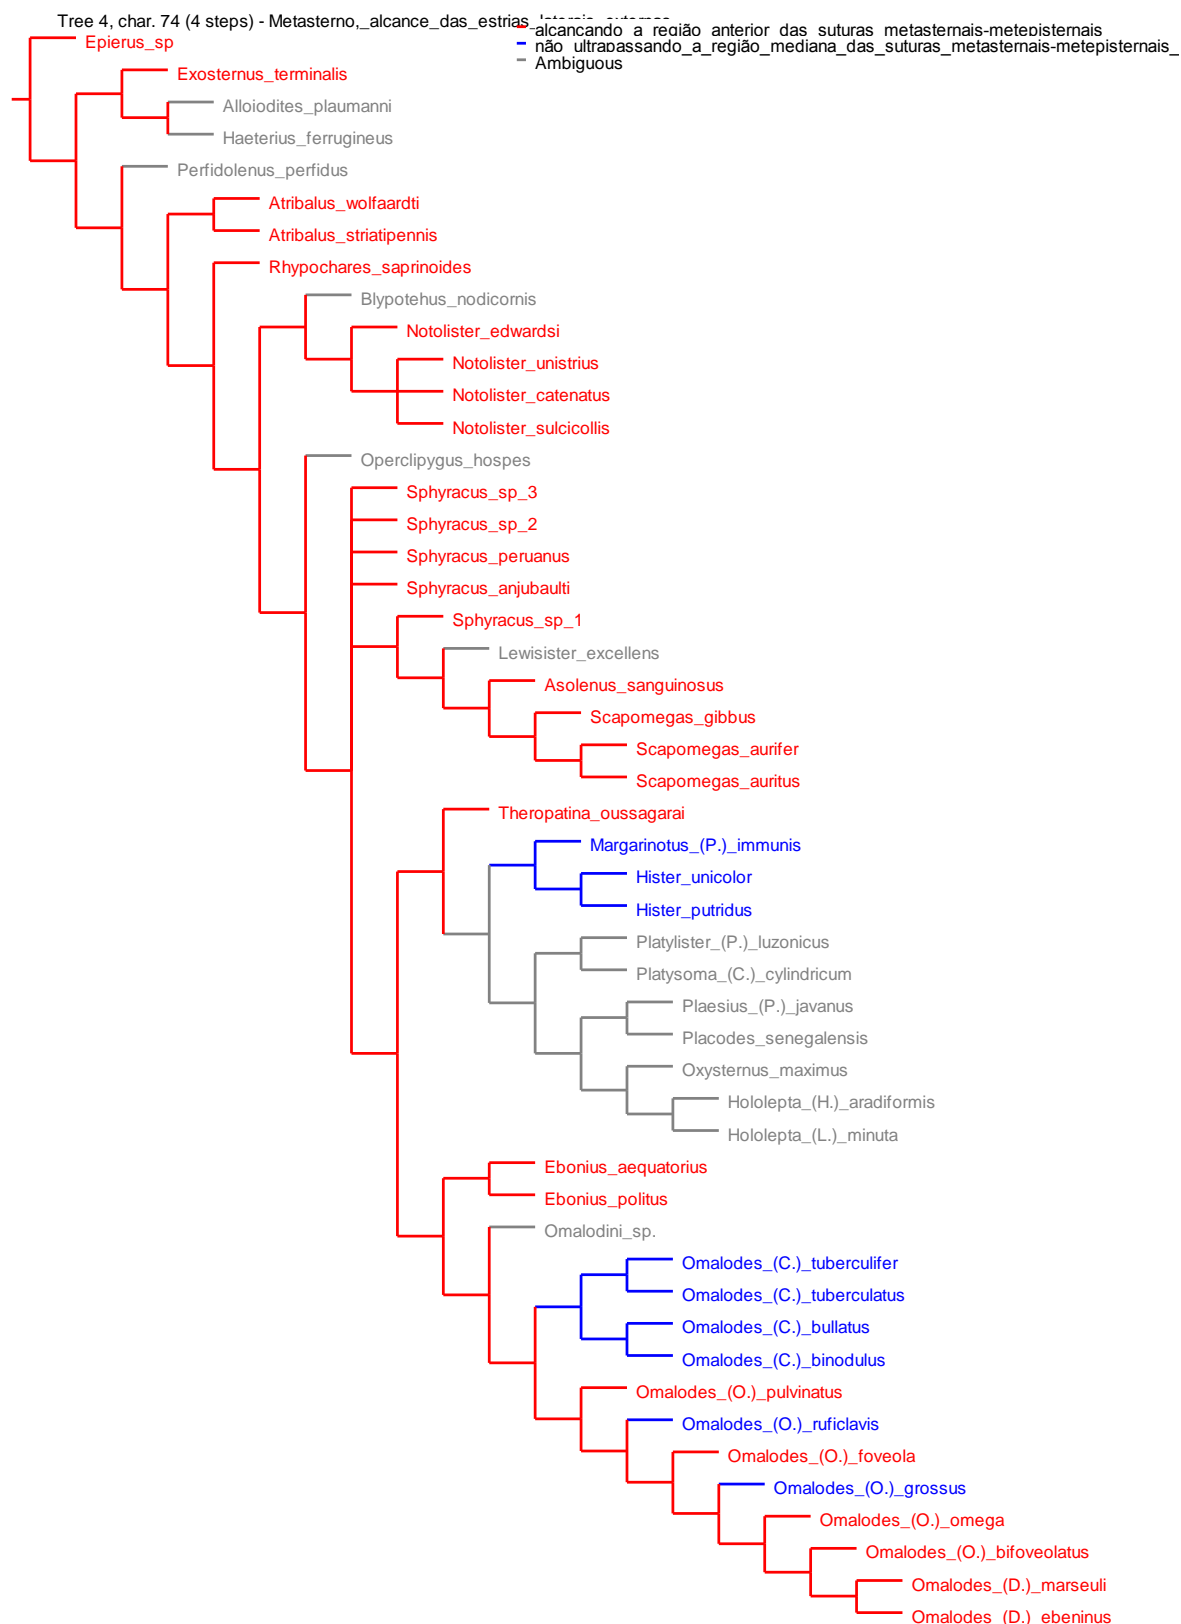 Tree 4, char. 74 (4 steps) - Metasterno,_alcance_das_estrias_laterais_externas
alcançando_a_região_anterior_das_suturas_metasternais-metepisternais
não_ultrapassando_a_região_mediana_das_suturas_metasternais-metepisternais_
Ambiguous
Epierus_sp
Exosternus_terminalis
Alloiodites_plaumanni
Haeterius_ferrugineus
Perfidolenus_perfidus
Atribalus_wolfaardti
Atribalus_striatipennis
Rhypochares_saprinoides
Blypotehus_nodicornis
Notolister_edwardsi
Notolister_unistrius
Notolister_catenatus
Notolister_sulcicollis
Operclipygus_hospes
Sphyracus_sp_3
Sphyracus_sp_2
Sphyracus_peruanus
Sphyracus_anjubaulti
Sphyracus_sp_1
Lewisister_excellens
Asolenus_sanguinosus
Scapomegas_gibbus
Scapomegas_aurifer
Scapomegas_auritus
Theropatina_oussagarai
Margarinotus_(P.)_immunis
Hister_unicolor
Hister_putridus
Platylister_(P.)_luzonicus
Platysoma_(C.)_cylindricum
Plaesius_(P.)_javanus
Placodes_senegalensis
Oxysternus_maximus
Hololepta_(H.)_aradiformis
Hololepta_(L.)_minuta
Ebonius_aequatorius
Ebonius_politus
Omalodini_sp.
Omalodes_(C.)_tuberculifer
Omalodes_(C.)_tuberculatus
Omalodes_(C.)_bullatus
Omalodes_(C.)_binodulus
Omalodes_(O.)_pulvinatus
Omalodes_(O.)_ruficlavis
Omalodes_(O.)_foveola
Omalodes_(O.)_grossus
Omalodes_(O.)_omega
Omalodes_(O.)_bifoveolatus
Omalodes_(D.)_marseuli
Omalodes_(D.)_ebeninus